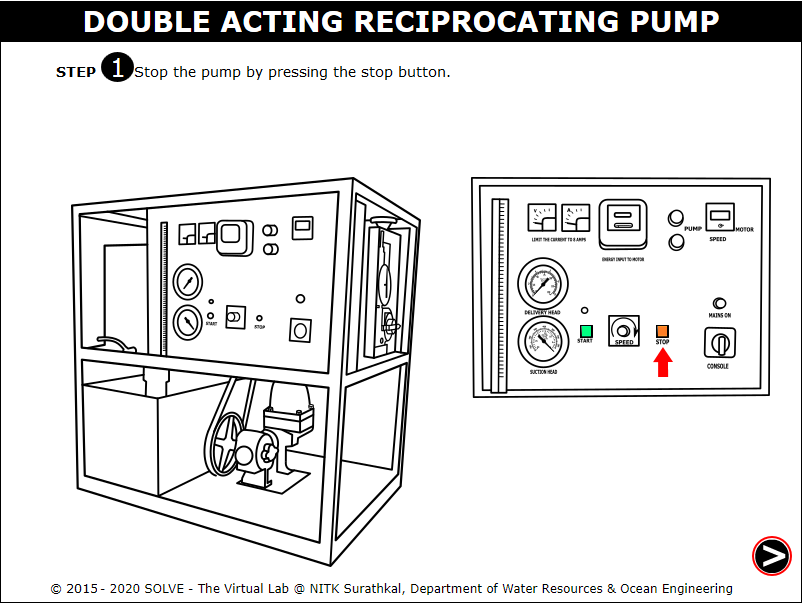 DOUBLE ACTING RECIPROCATING PUMP
STEP 1 Stop the pump by pressing the stop button.
V A
LIMIT THE CURRENT TO 8 AMPS
ENERGY INPUT TO MOTOR
PUMP
MOTOR
SPEED
DELIVERY HEAD
MAINS ON
START
SPEED
STOP
SUCTION HEAD
CONSOLE
START
STOP
>
© 2015 - 2020 SOLVE - The Virtual Lab @ NITK Surathkal, Department of Water Resources & Ocean Engineering